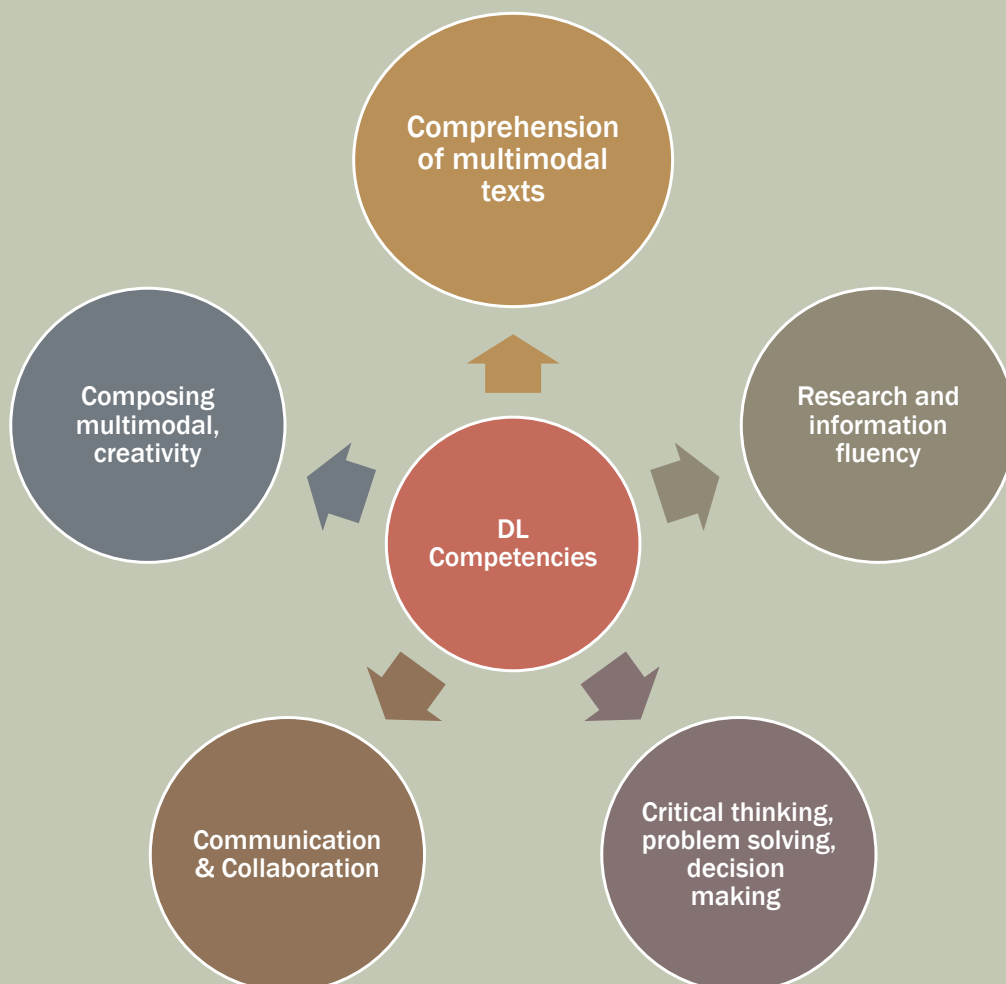 Comprehension
of multimodal
texts
Composing
multimodal,
creativity
Research and
information
fluency
DL
Competencies
Communication
& Collaboration
Critical thinking,
problem solving,
decision
making